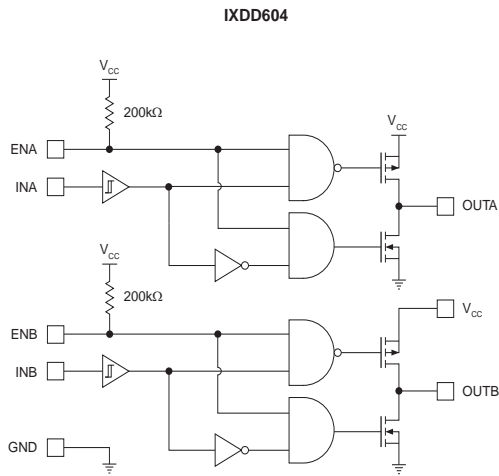 IXDD604
VCC
200kΩ
VCC
ENA
INA
OUTA
VCC
200kΩ
VCC
ENB
INB
OUTB
GND